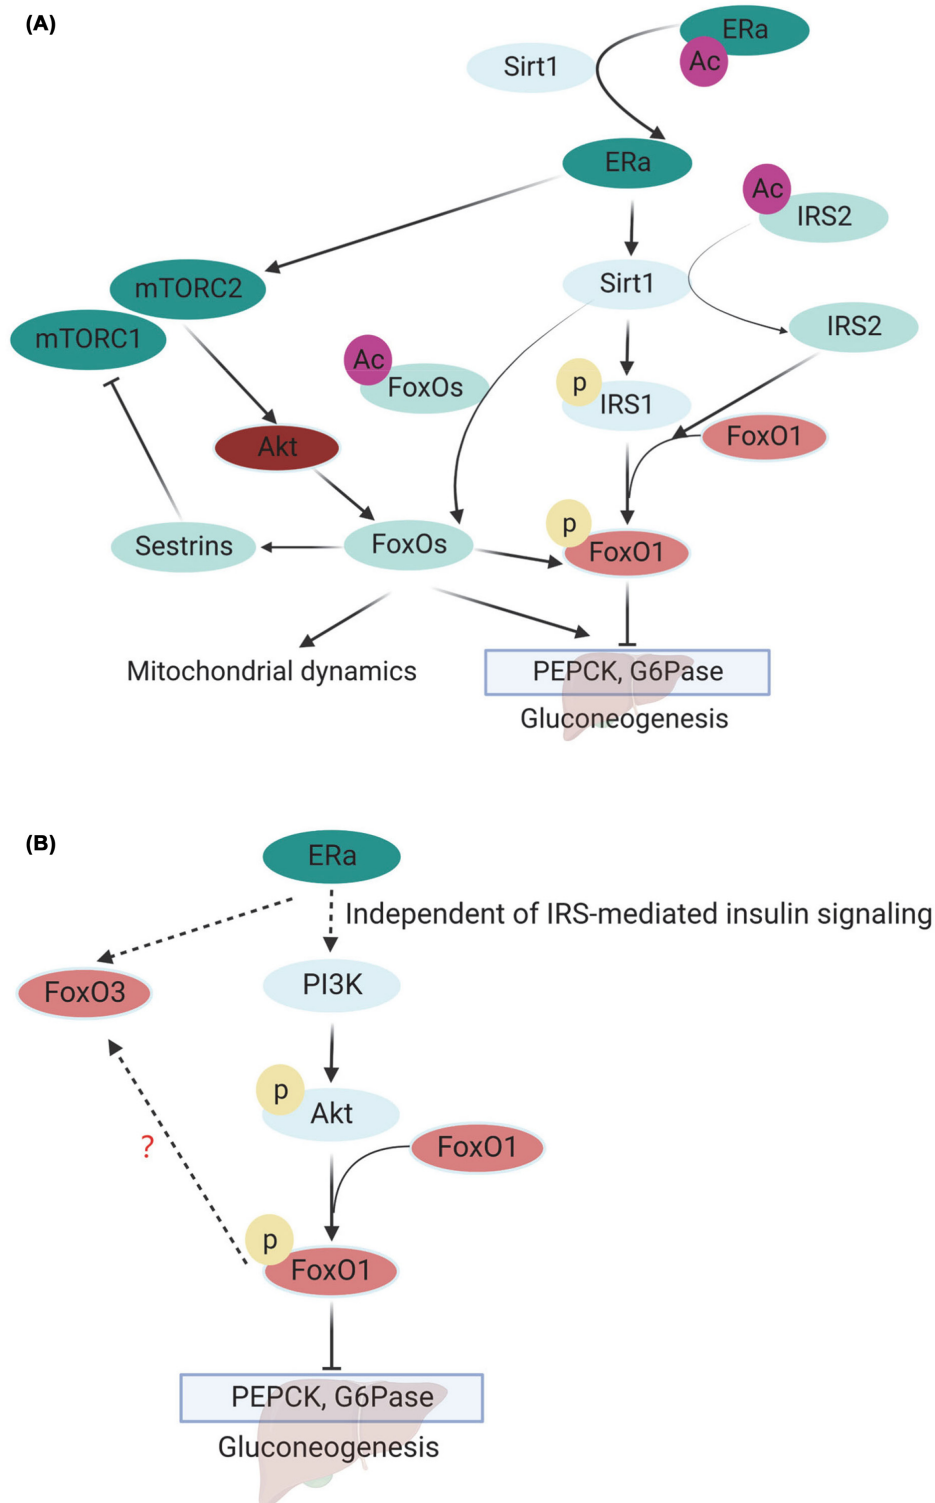 (A)
ERa
Ac
Sirt1
ERa
Ac
IRS2
Sirt1
mTORC2
mTORC1
IRS2
Ac
FoxOs
p
IRS1
FoxO1
Akt
p
FoxO1
FoxOs
Sestrins
Mitochondrial dynamics
PEPCK, G6Pase
Gluconeogenesis
(B)
ERa
Independent of IRS-mediated insulin signaling
FoxO3
PI3K
p
Akt
FoxO1
?
p
FoxO1
PEPCK, G6Pase
Gluconeogenesis